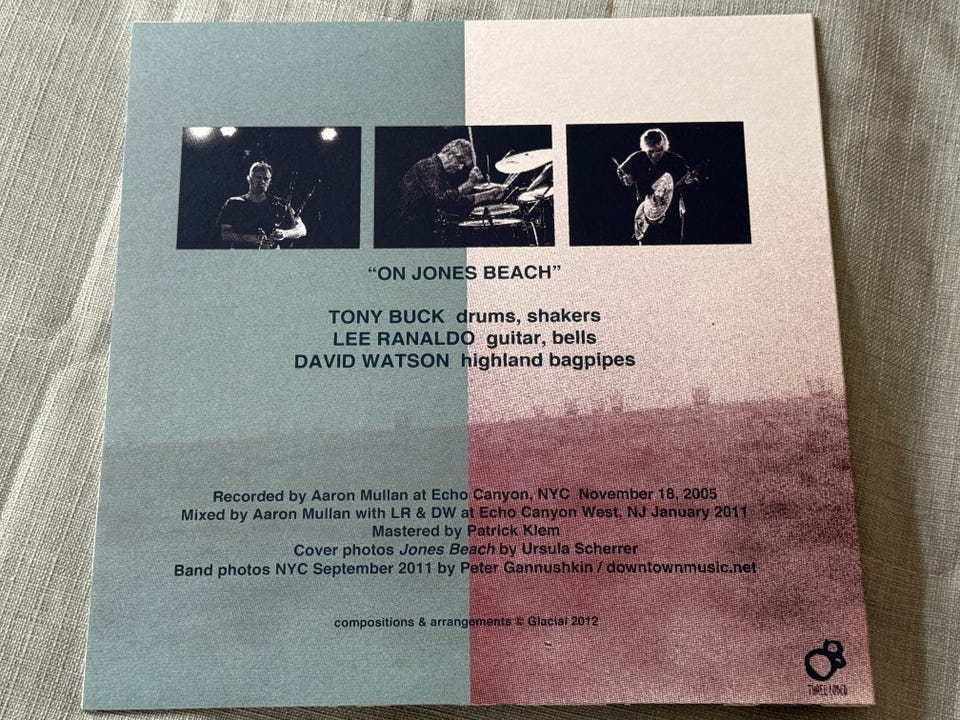 “ON JONES BEACH”
TONY BUCK drums, shakers
LEE RANALDO guitar, bells
DAVID WATSON highland bagpipes
Recorded by Aaron Mullan at Echo Canyon, NYC November 18, 2005
Mixed by Aaron Mullan with LR & DW at Echo Canyon West, NJ January 2011
Mastered by Patrick Klem
Cover photos Jones Beach by Ursula Scherrer
Band photos NYC September 2011 by Peter Gannushkin / downtownmusic.net
compositions & arrangements © Glacial 2012
THREE LOBED